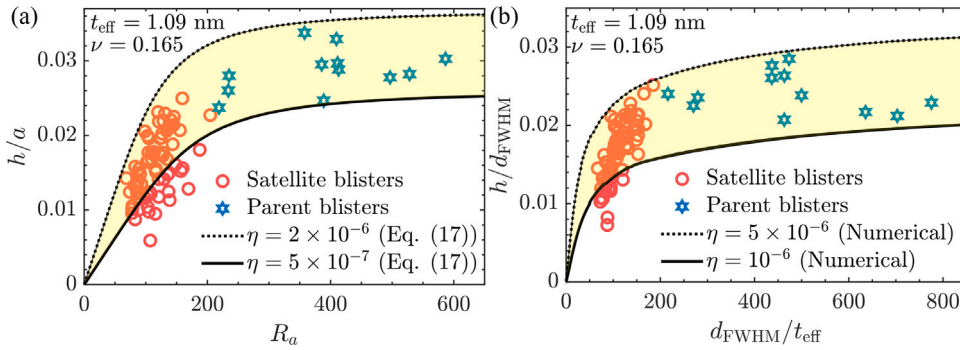 (a)
t_eff = 1.09 nm
ν = 0.165
h/a
0.03
0.02
0.01
0
0 200 400 600
R_a
Satellite blisters
Parent blisters
η = 2 × 10⁻⁶ (Eq. (17))
η = 5 × 10⁻⁷ (Eq. (17))
(b)
t_eff = 1.09 nm
ν = 0.165
h/d_FWHM
0.03
0.02
0.01
0
0 200 400 600 800
d_FWHM/t_eff
Satellite blisters
Parent blisters
η = 5 × 10⁻⁶ (Numerical)
η = 10⁻⁶ (Numerical)